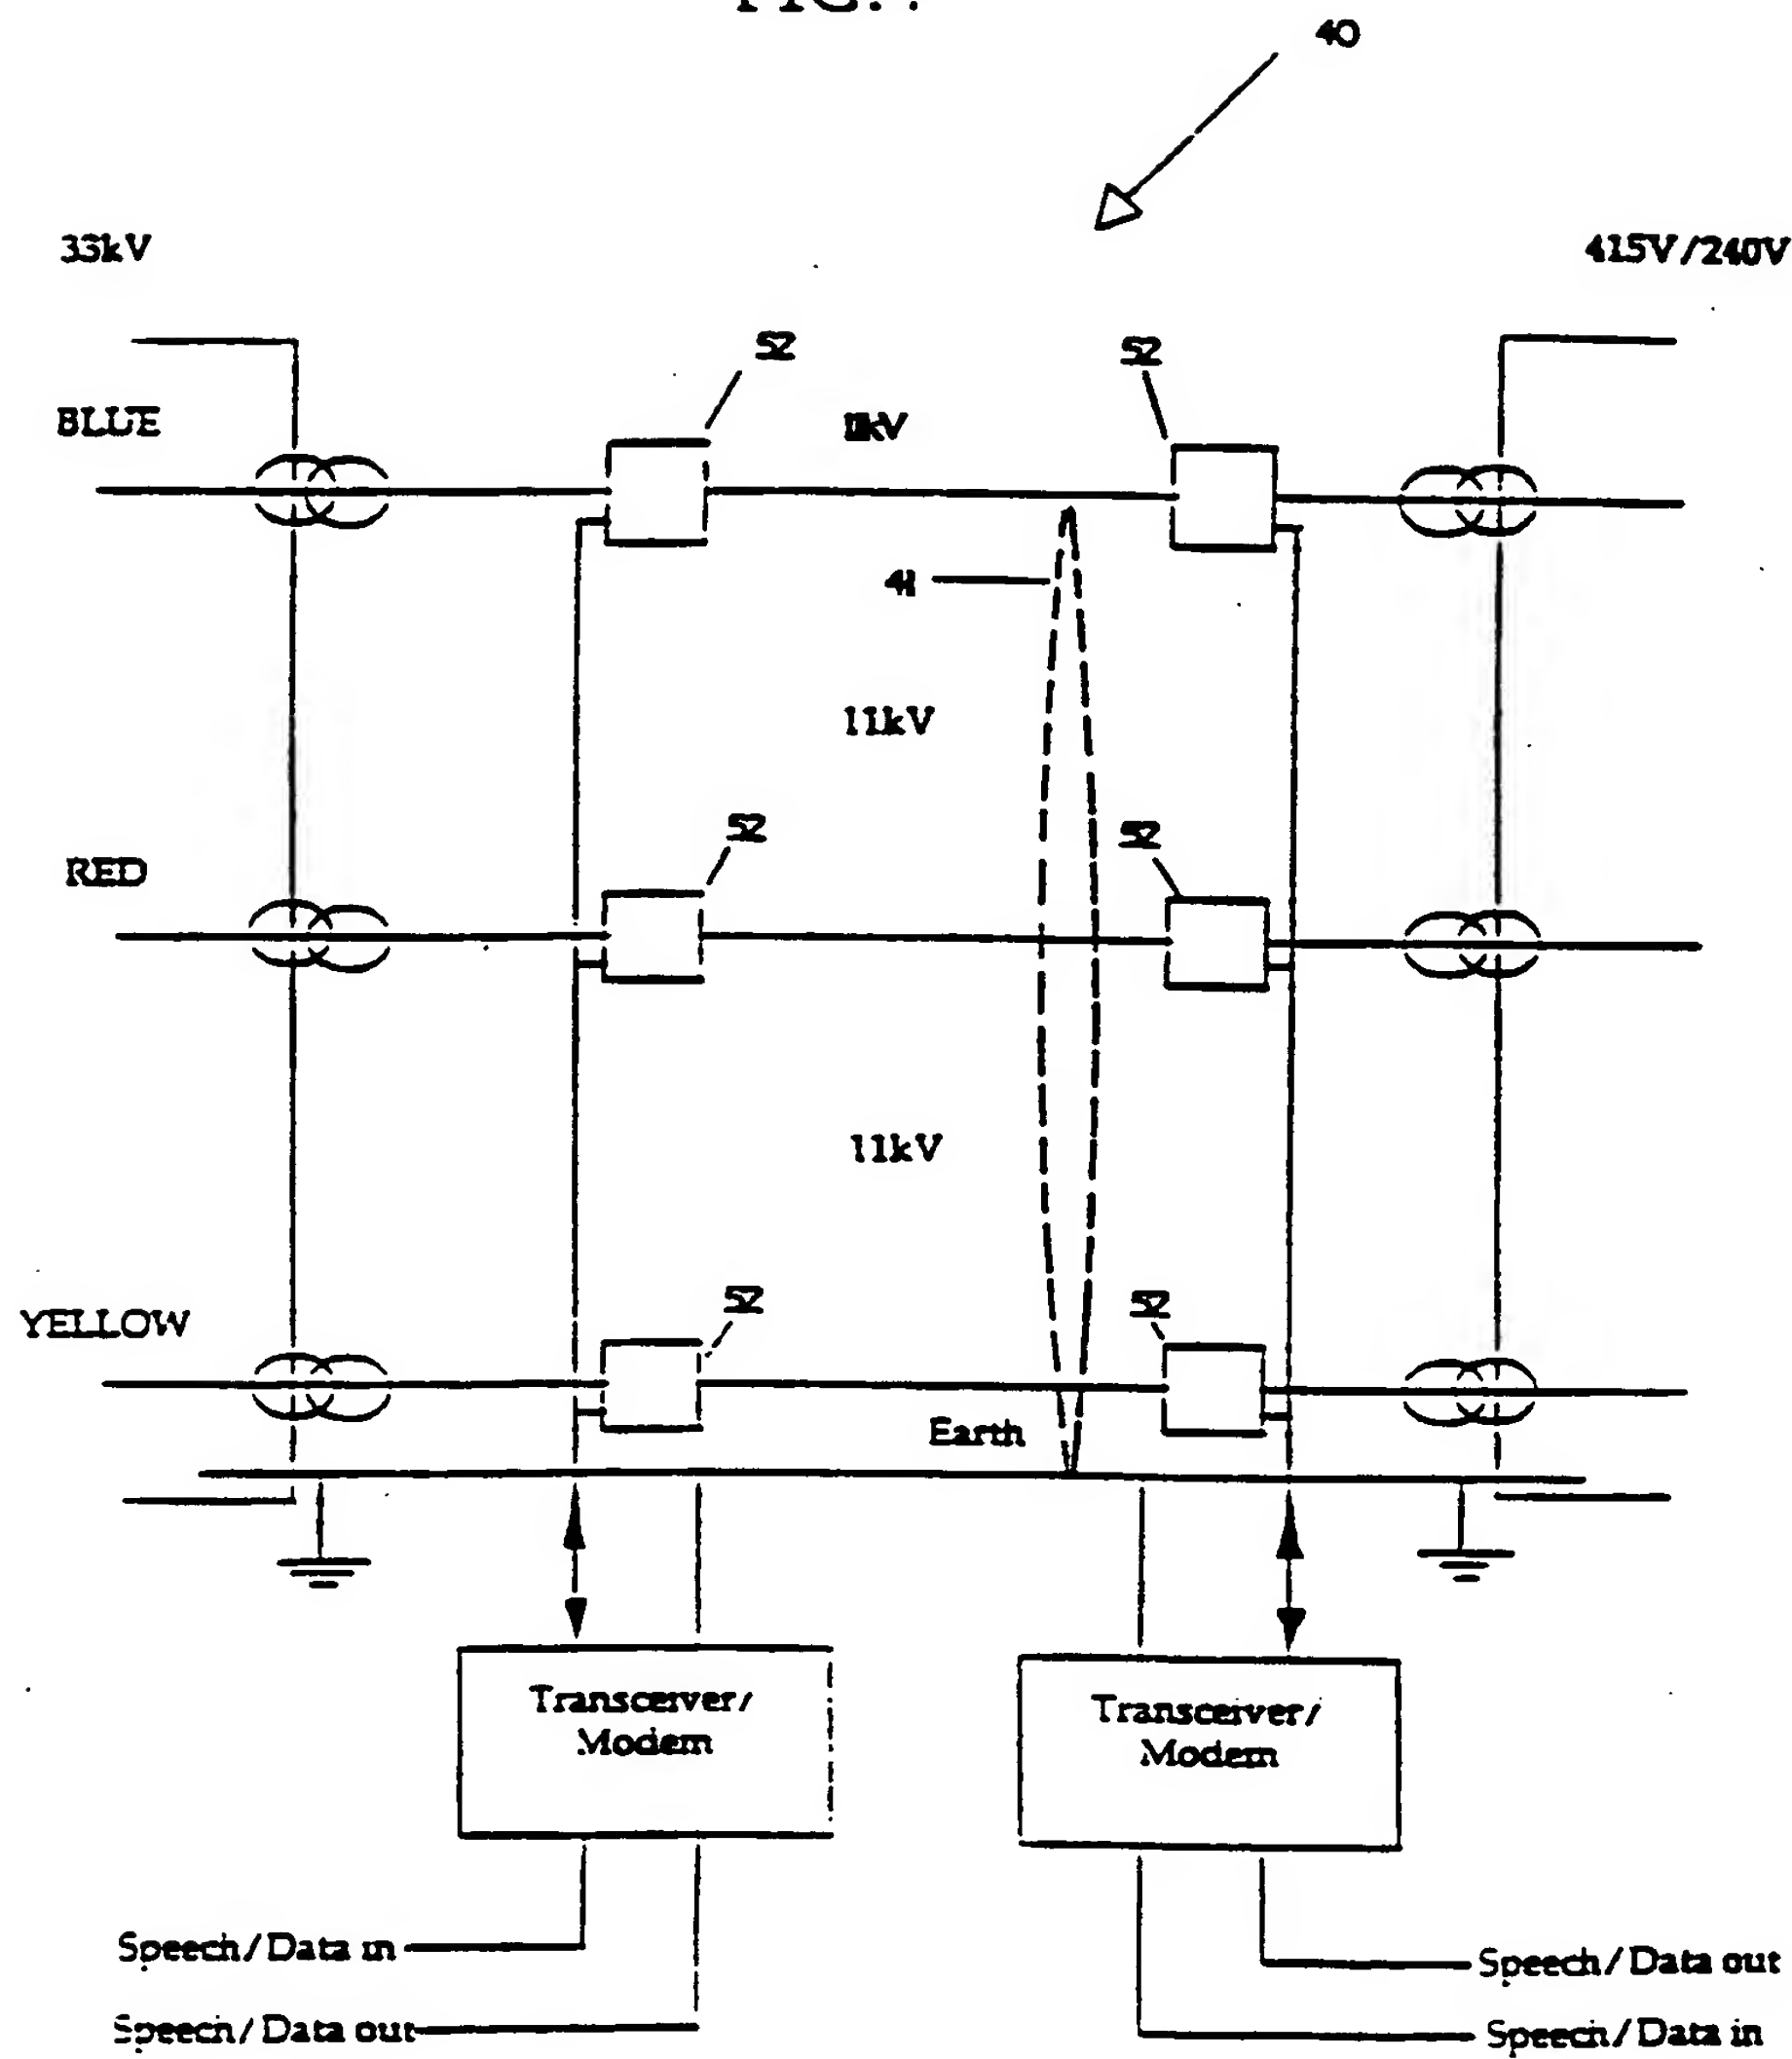 40
33kV
415V/240V
52
52
BLUE
11kV
41
11kV
52
52
RED
11kV
52
52
YELLOW
Earth
Transceiver/
Modem
Transceiver/
Modem
Speech/Data in
Speech/Data out
Speech/Data out
Speech/Data in